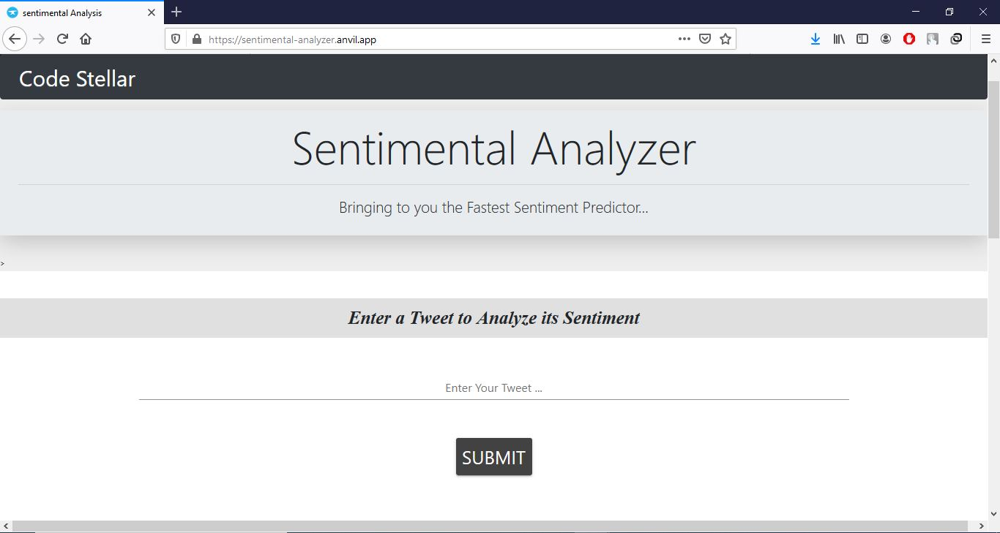 sentimental Analysis
https://sentimental-analyzer.anvil.app
Code Stellar
Sentimental Analyzer
Bringing to you the Fastest Sentiment Predictor...
>
Enter a Tweet to Analyze its Sentiment
Enter Your Tweet ...
SUBMIT